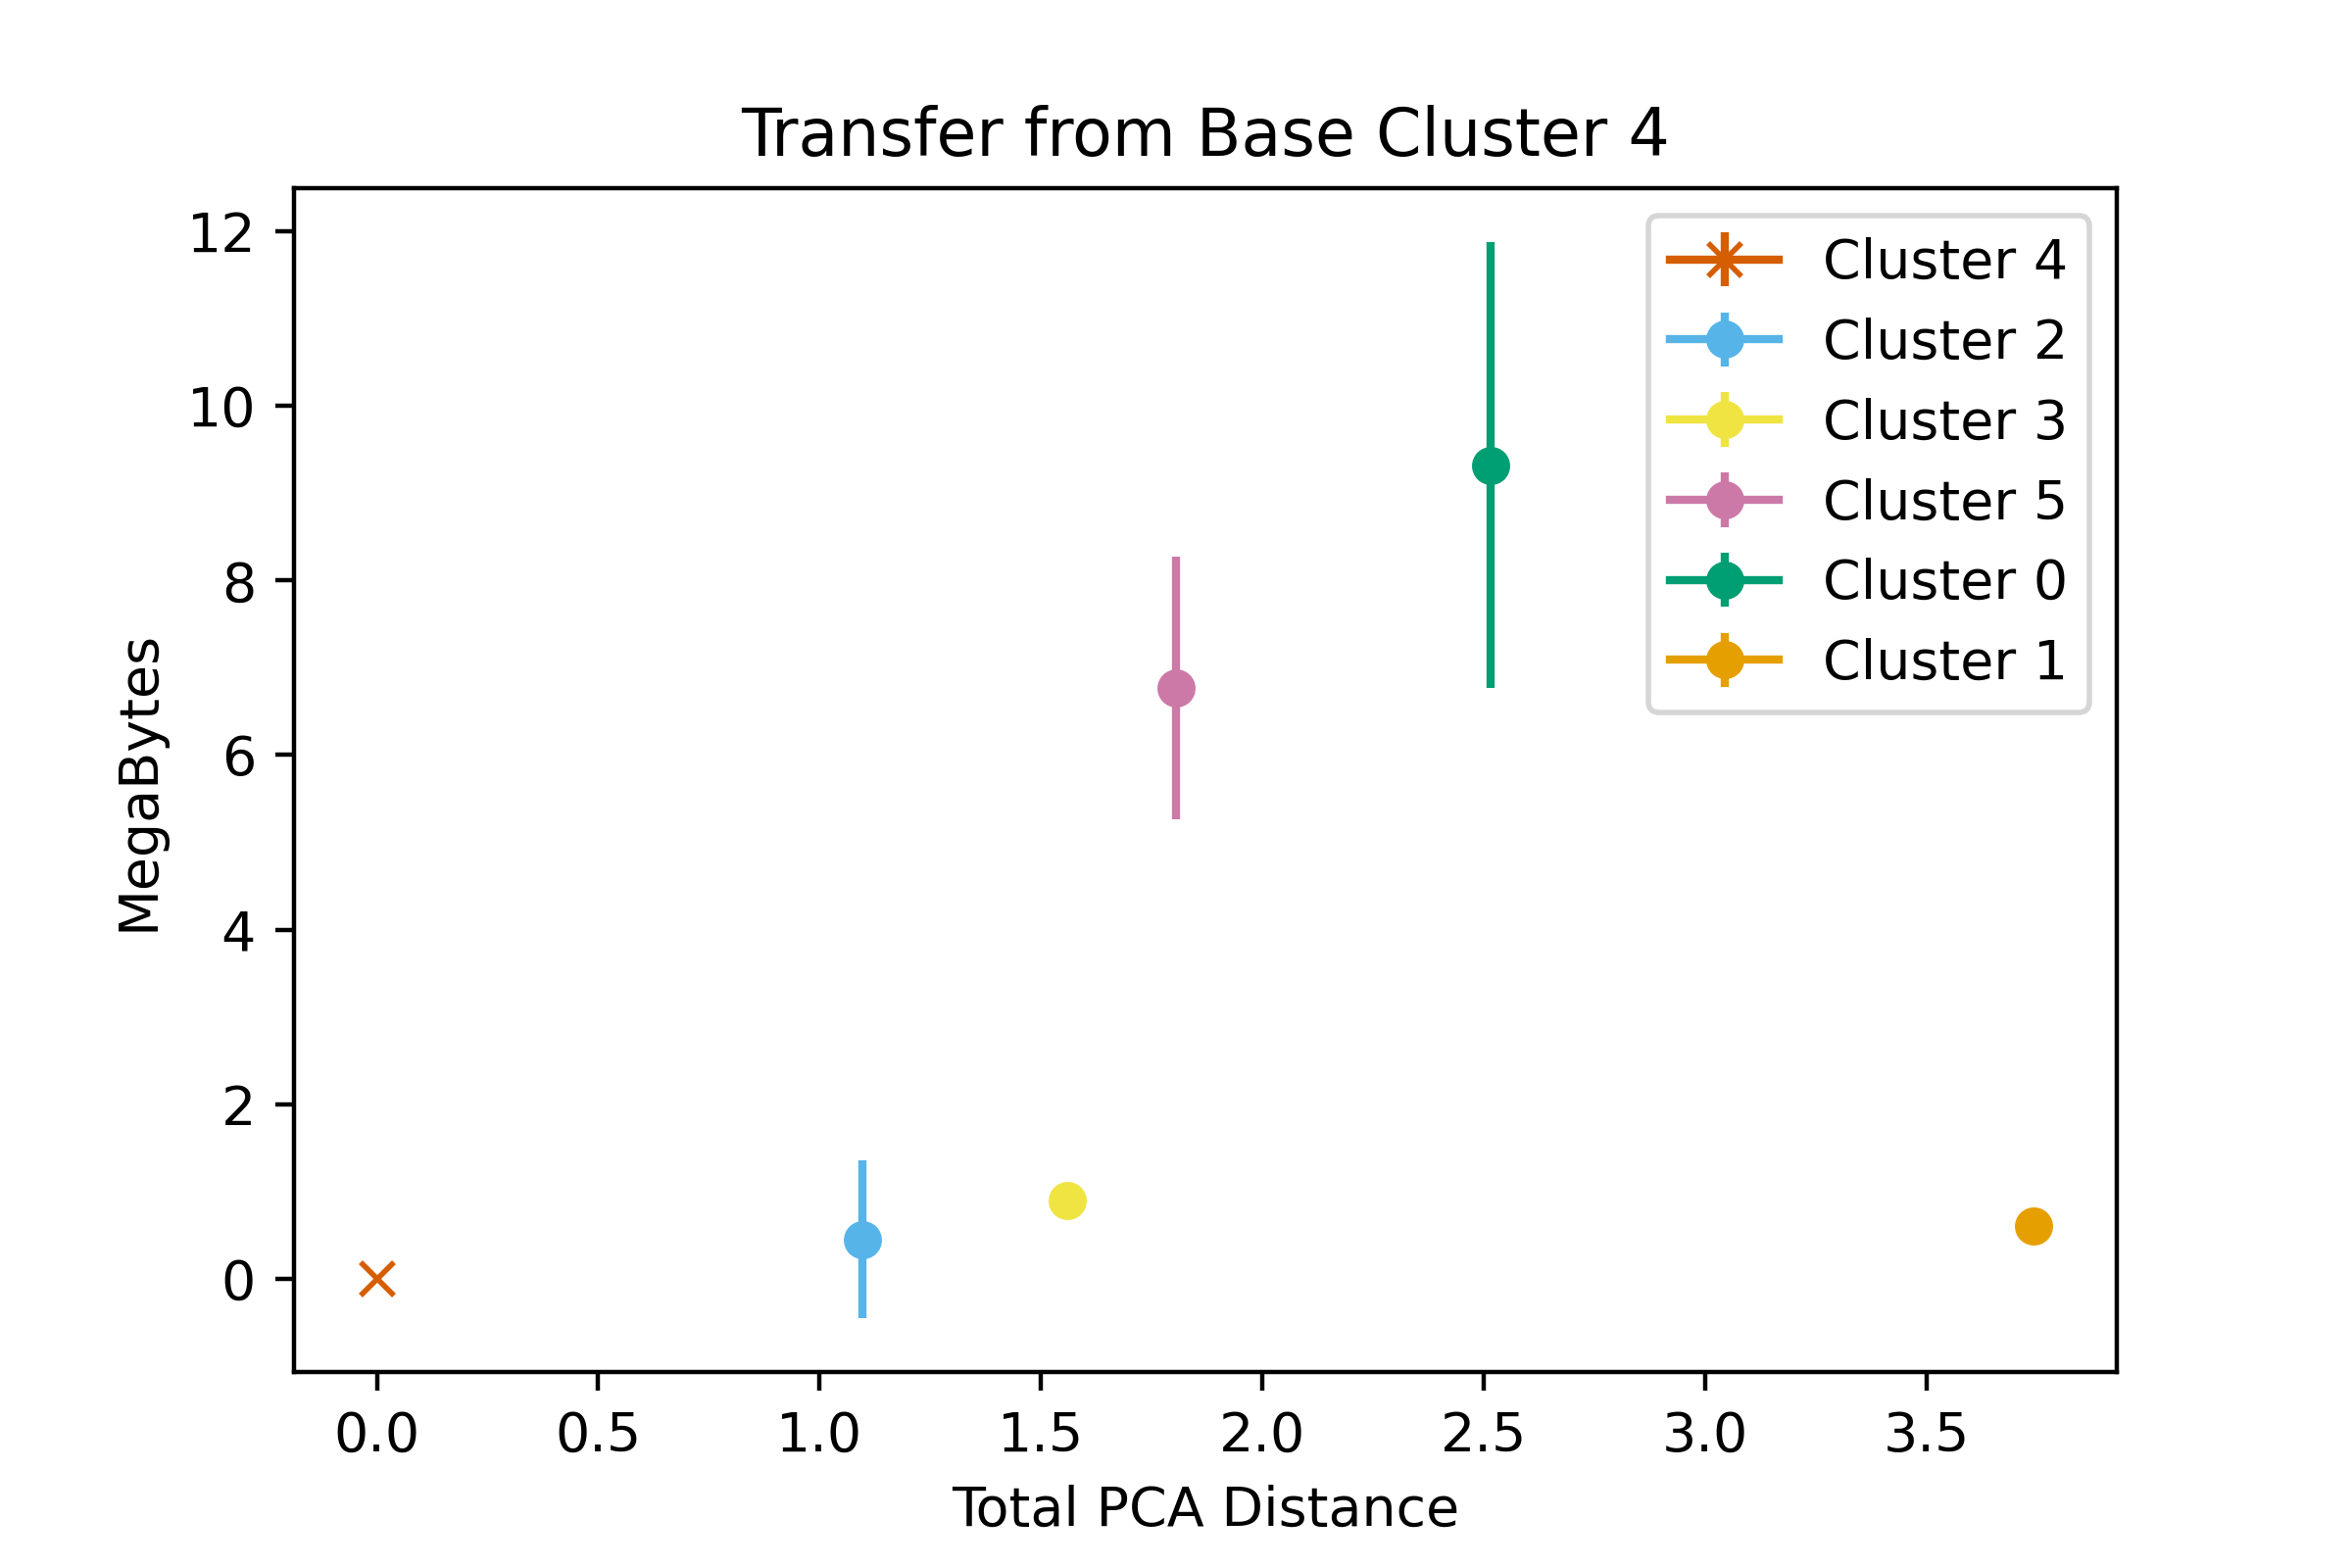 Transfer from Base Cluster 4
12
10
8
6
4
2
0
MegaBytes
Cluster 4
Cluster 2
Cluster 3
Cluster 5
Cluster 0
Cluster 1
0.0 0.5 1.0 1.5 2.0 2.5 3.0 3.5
Total PCA Distance